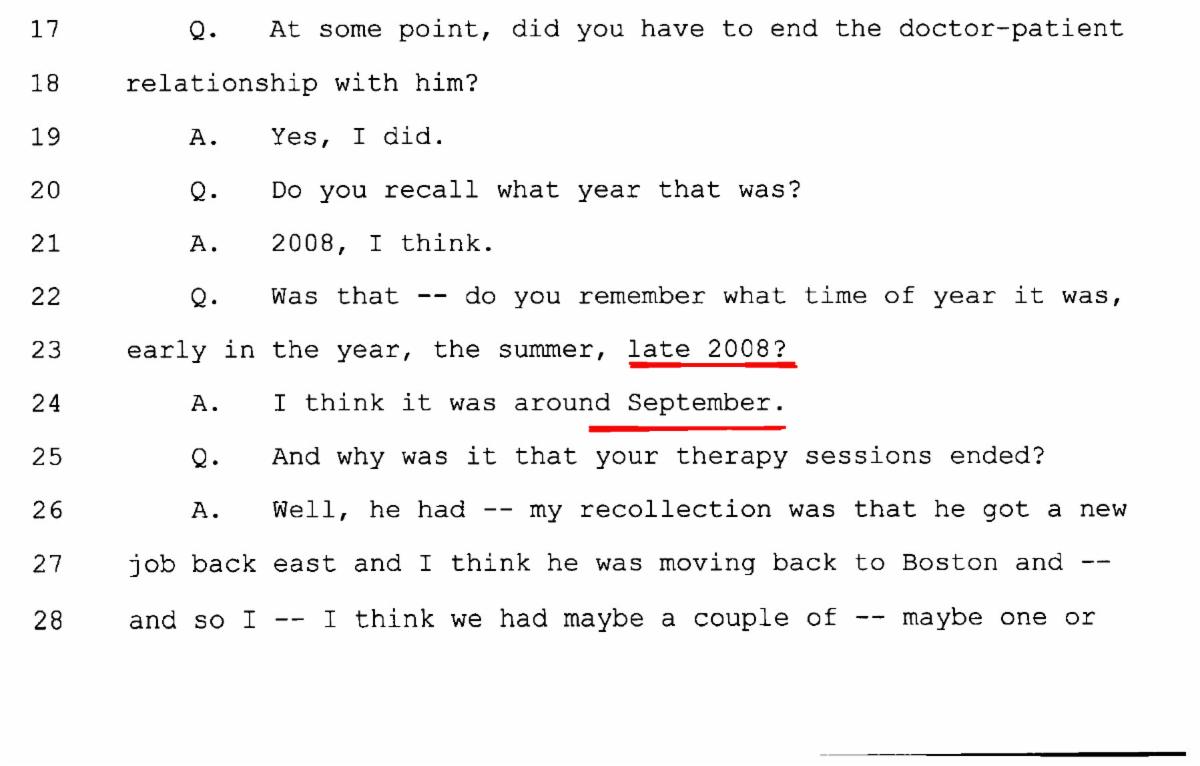 17 Q. At some point, did you have to end the doctor-patient
18 relationship with him?
19 A. Yes, I did.
20 Q. Do you recall what year that was?
21 A. 2008, I think.
22 Q. Was that -- do you remember what time of year it was,
23 early in the year, the summer, late 2008?
24 A. I think it was around September.
25 Q. And why was it that your therapy sessions ended?
26 A. Well, he had -- my recollection was that he got a new
27 job back east and I think he was moving back to Boston and --
28 and so I -- I think we had maybe a couple of -- maybe one or